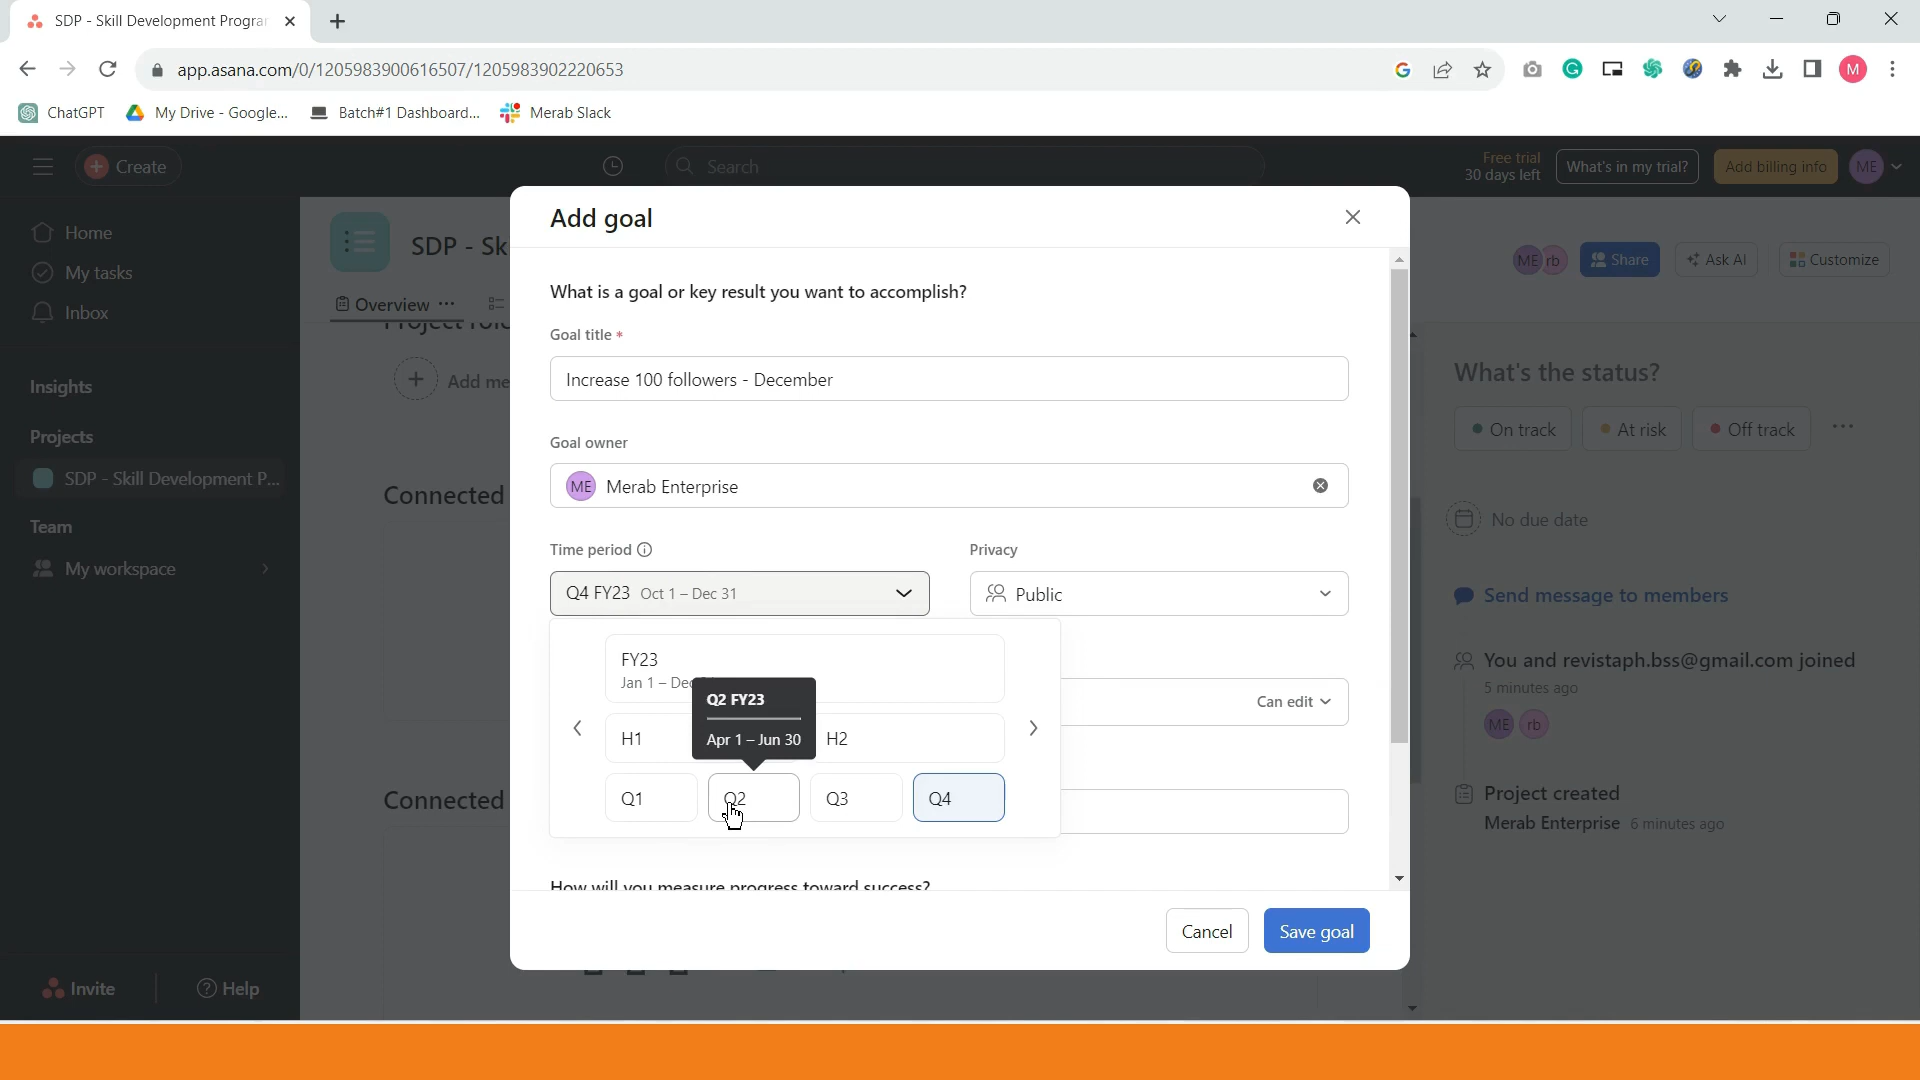 SDP - Skill Development Progra
app.asana.com/0/1205983900616507/1205983902220653
M
ChatGPT
My Drive - Google...
Batch#1 Dashboard...
Merab Slack
Create
Search
Free trial
30 days left
What's in my trial?
Add billing info
ME
Home
My tasks
Inbox
Insights
Projects
SDP - Skill Development P...
Team
My workspace
Invite
Help
SDP - Sk
Overview
Project role
Add me
Connected
Connected
ME rb
Share
Ask AI
Customize
Add goal
What is a goal or key result you want to accomplish?
Goal title *
Increase 100 followers - December
Goal owner
ME Merab Enterprise
Time period
Privacy
Q4 FY23 Oct 1 – Dec 31
Public
FY23
Jan 1 – Dec
Q2 FY23
Apr 1 – Jun 30
H1
H2
Q1
Q2
Q3
Q4
Can edit
How will you measure progress toward success?
Cancel
Save goal
What's the status?
On track
At risk
Off track
No due date
Send message to members
You and revistaph.bss@gmail.com joined
5 minutes ago
ME rb
Project created
Merab Enterprise 6 minutes ago